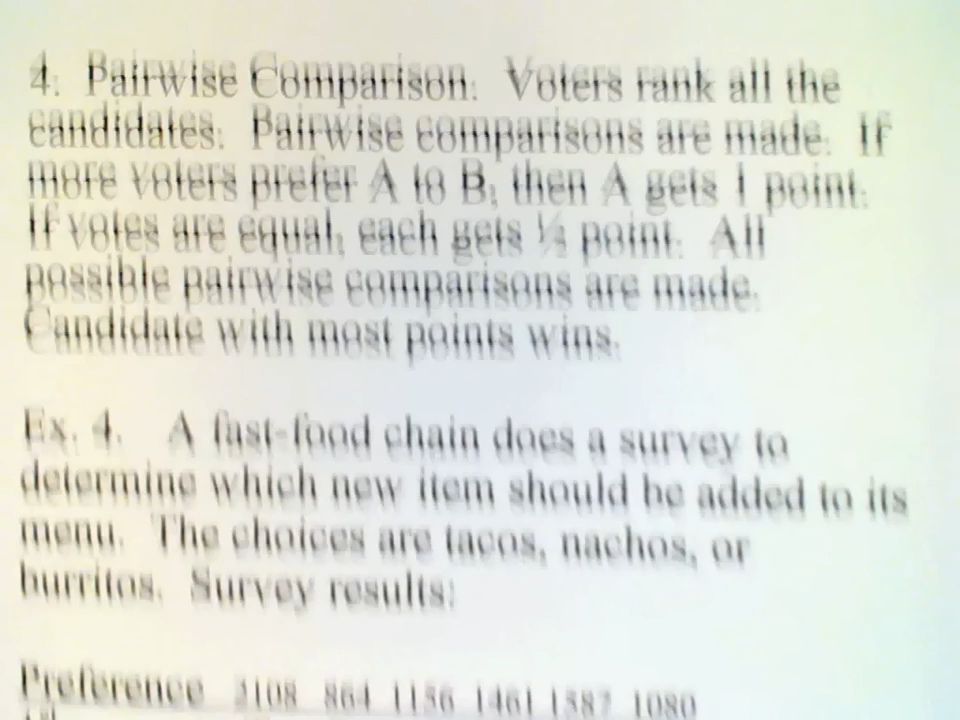 4. Pairwise Comparison. Voters rank all the
candidates. Pairwise comparisons are made. If
more voters prefer A to B, then A gets 1 point.
If votes are equal, each gets ½ point. All
possible pairwise comparisons are made.
Candidate with most points wins.
Ex. 4. A fast-food chain does a survey to
determine which new item should be added to its
menu. The choices are tacos, nachos, or
burritos. Survey results:
Preference 864 1156 1461 1587 1080